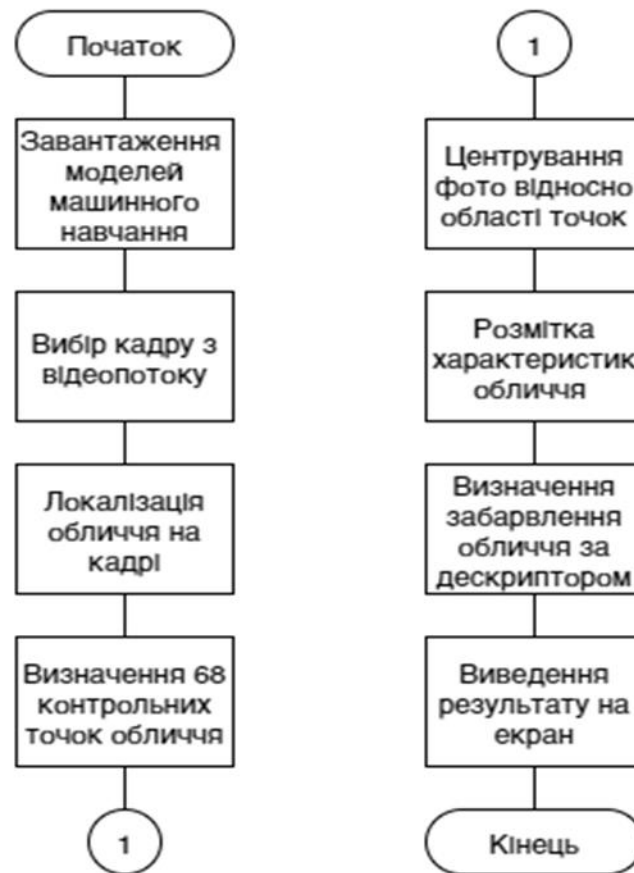 Початок
Завантаження
моделей
машинного
навчання
Вибір кадру з
відеопотоку
Локалізація
обличчя на
кадрі
Визначення 68
контрольних
точок обличчя
1
1
Центрування
фото відносно
області точок
Розмітка
характеристик
обличчя
Визначення
забарвлення
обличчя за
дескриптором
Виведення
результату на
екран
Кінець